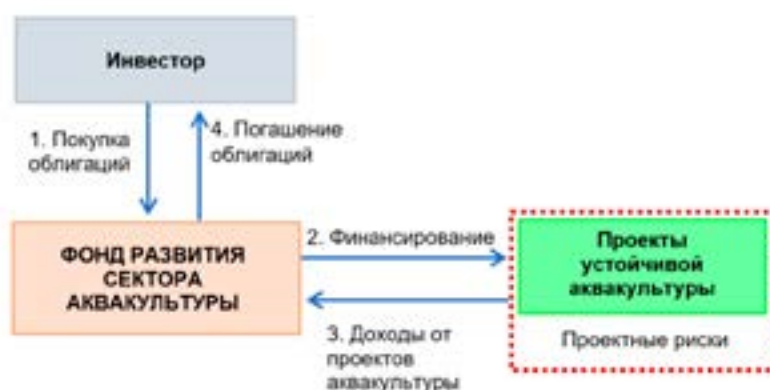 Инвестор
1. Покупка
облигаций
4. Погашение
облигаций
ФОНД РАЗВИТИЯ
СЕКТОРА
АКВАКУЛЬТУРЫ
2. Финансирование
Проекты
устойчивой
аквакультуры
3. Доходы от
проектов
аквакультуры
Проектные риски